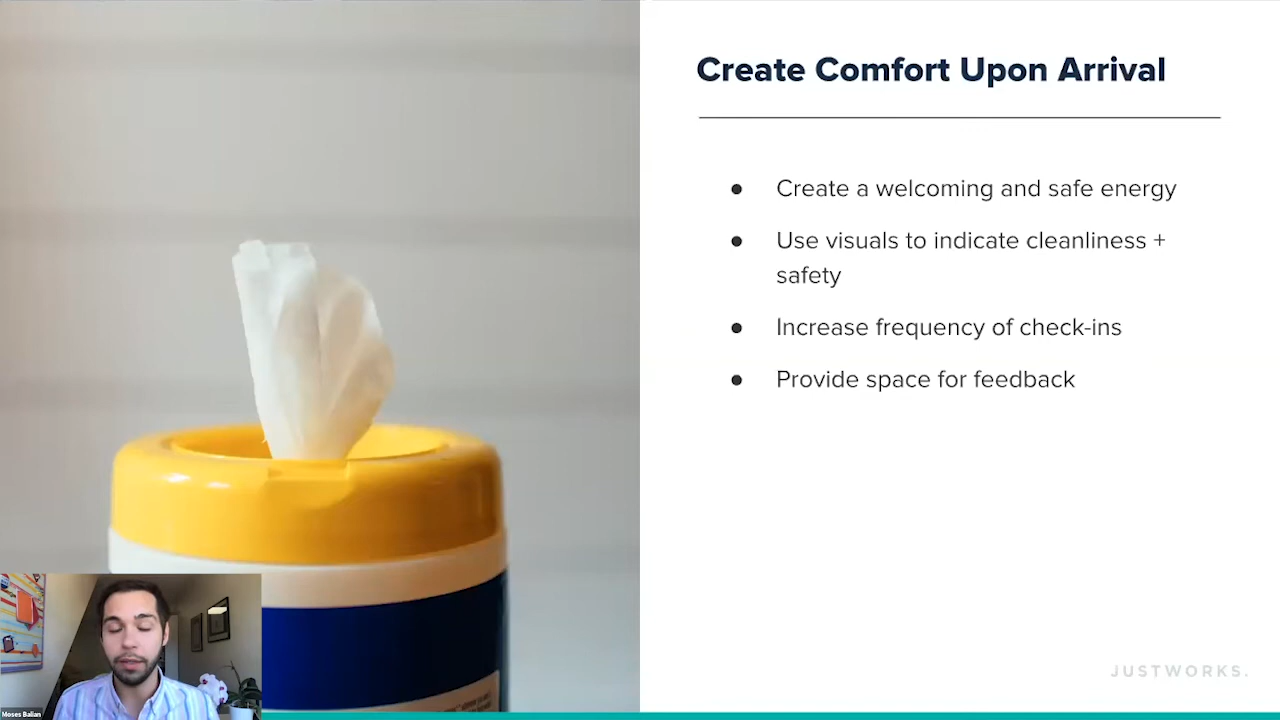 Create Comfort Upon Arrival
● Create a welcoming and safe energy
● Use visuals to indicate cleanliness +
safety
● Increase frequency of check-ins
● Provide space for feedback
JUSTWORKS.
Moses Balian